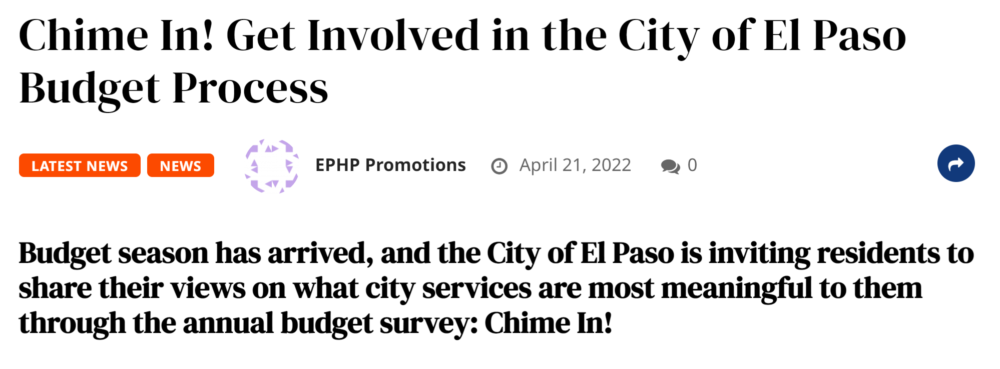 Chime In! Get Involved in the City of El Paso
Budget Process
LATEST NEWS NEWS EPHP Promotions April 21, 2022 0
Budget season has arrived, and the City of El Paso is inviting residents to
share their views on what city services are most meaningful to them
through the annual budget survey: Chime In!